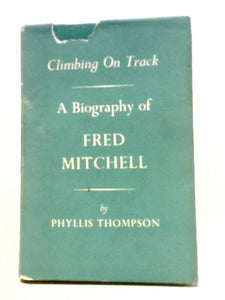 Climbing On Track
A Biography of
FRED
MITCHELL
by
PHYLLIS THOMPSON